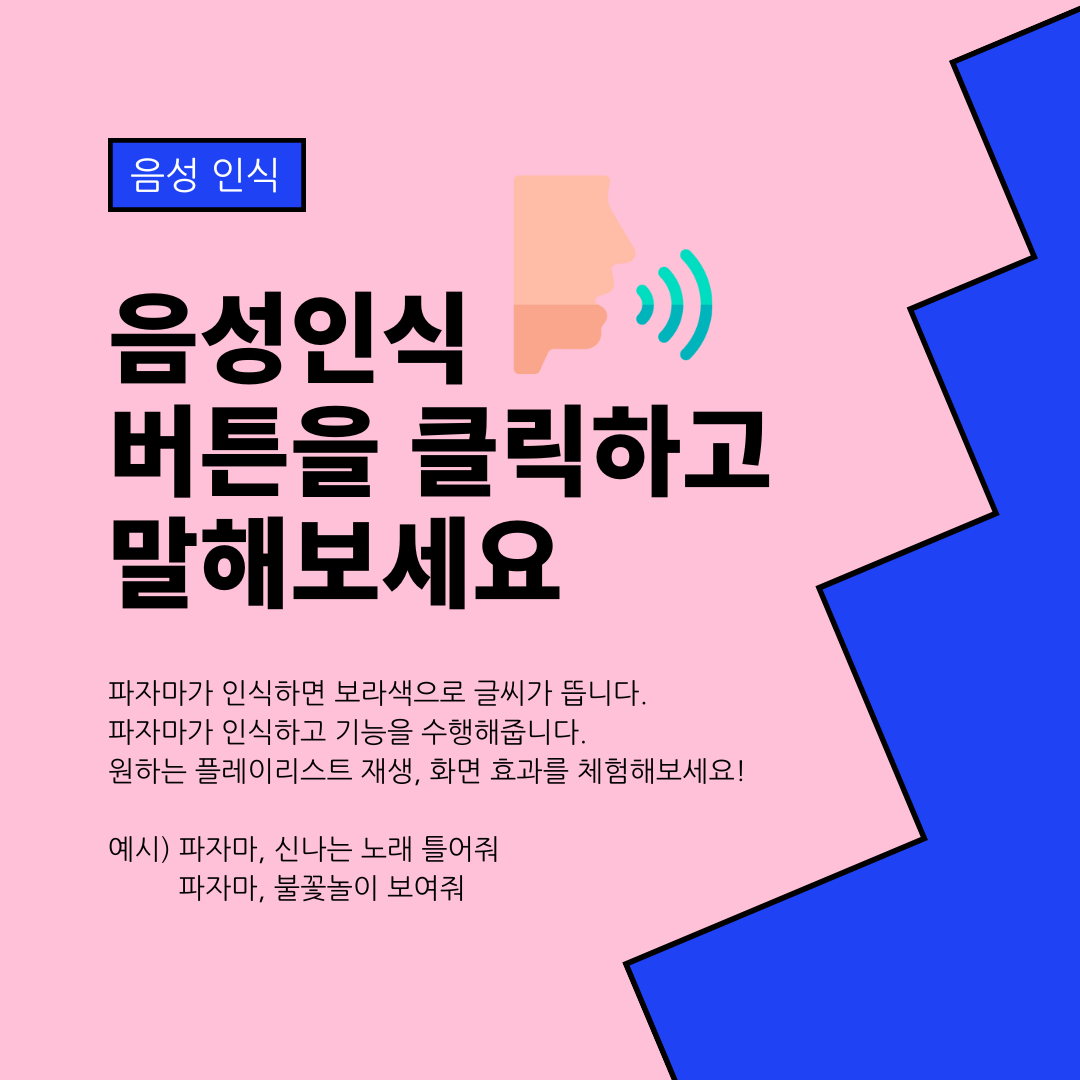 음성 인식
음성인식
버튼을 클릭하고
말해보세요
파자마가 인식하면 보라색으로 글씨가 뜹니다.
파자마가 인식하고 기능을 수행해줍니다.
원하는 플레이리스트 재생, 화면 효과를 체험해보세요!
예시) 파자마, 신나는 노래 틀어줘
파자마, 불꽃놀이 보여줘